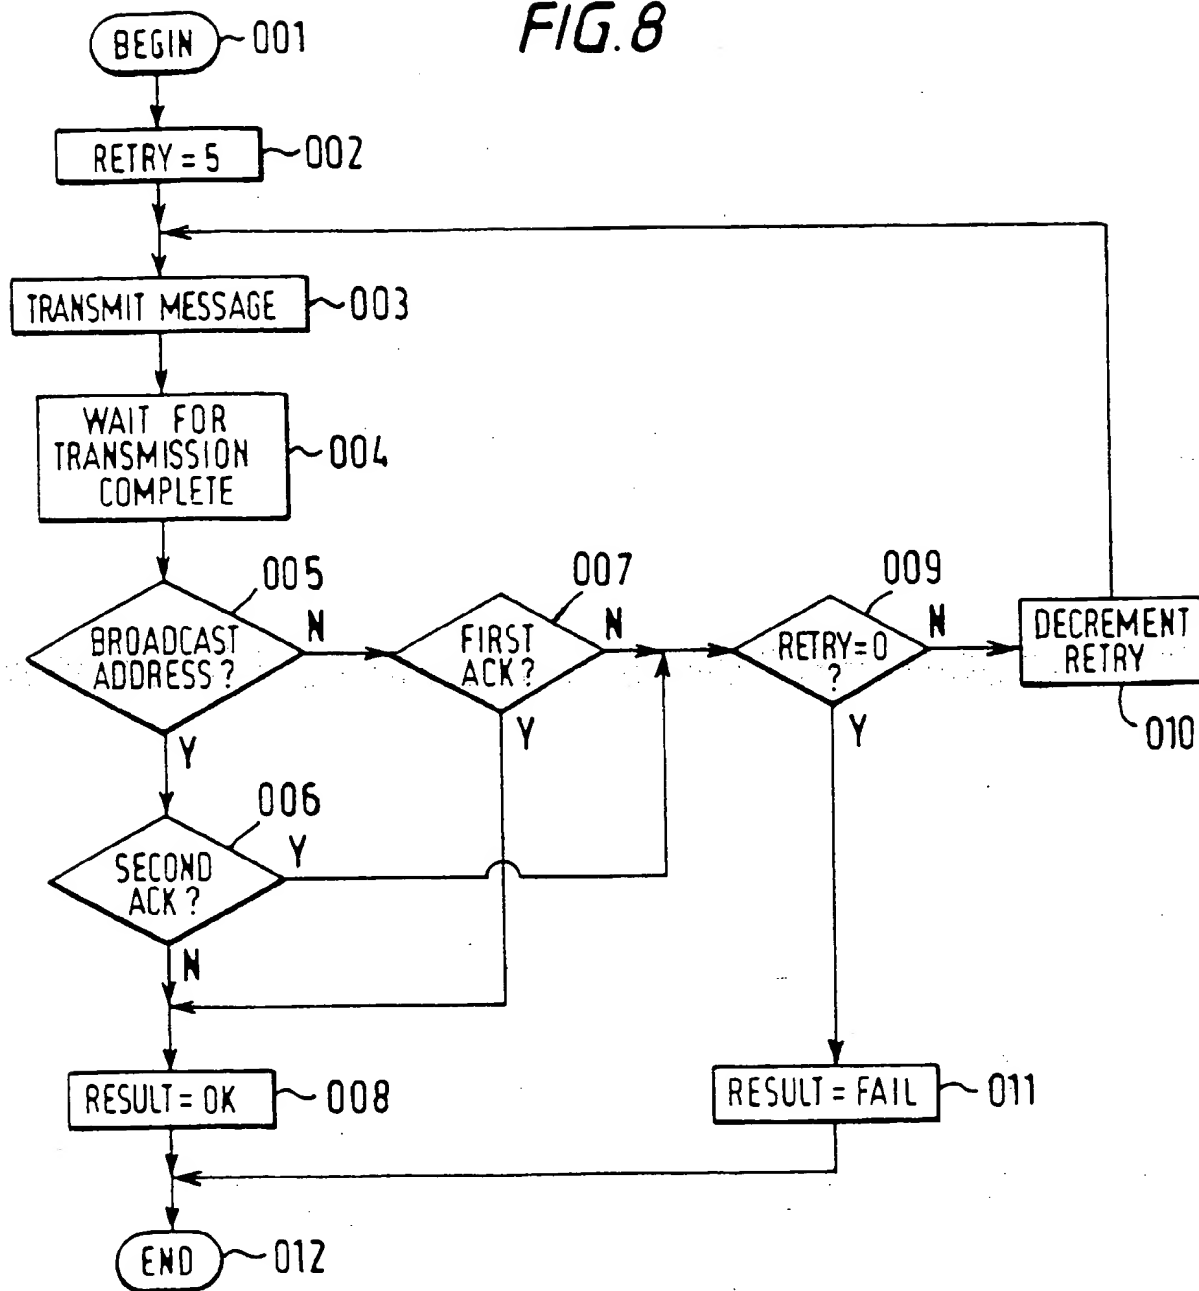 FIG.8
BEGIN
001
RETRY = 5
002
TRANSMIT MESSAGE
003
WAIT FOR
TRANSMISSION
COMPLETE
004
BROADCAST
ADDRESS ?
005
N
Y
FIRST
ACK ?
007
N
Y
RETRY = 0
?
009
N
Y
DECREMENT
RETRY
010
SECOND
ACK ?
006
Y
N
RESULT = OK
008
RESULT = FAIL
011
END
012